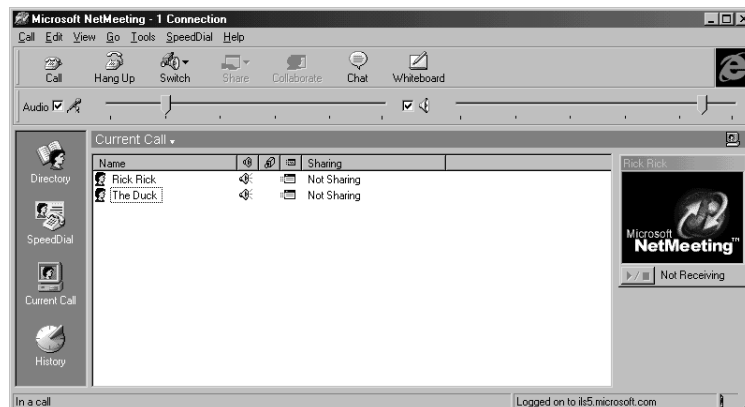 Microsoft NetMeeting - 1 Connection
Call Edit View Go Tools SpeedDial Help
Call Hang Up Switch Share Collaborate Chat Whiteboard
Audio
Current Call
Name Sharing Rick Rick
Rick Rick Not Sharing
The Duck Not Sharing
Directory
SpeedDial
Current Call
History
Microsoft
NetMeeting™
Not Receiving
In a call Logged on to ils5.microsoft.com